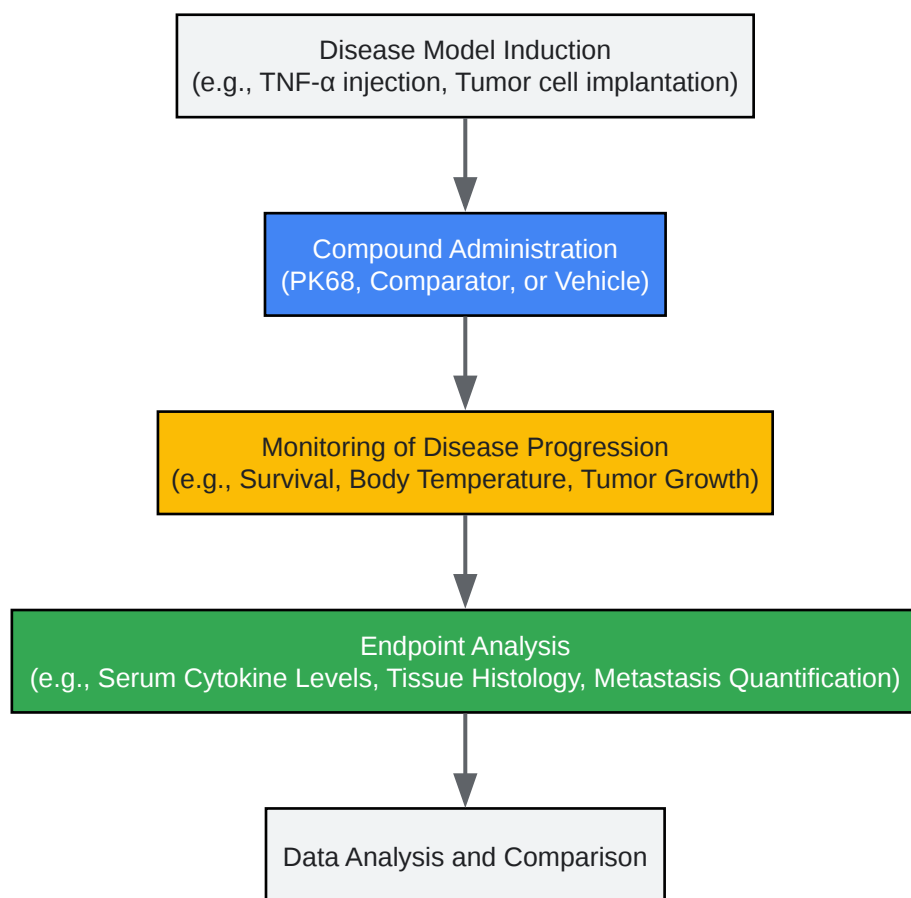 Disease Model Induction
(e.g., TNF-α injection, Tumor cell implantation)
Compound Administration
(PK68, Comparator, or Vehicle)
Monitoring of Disease Progression
(e.g., Survival, Body Temperature, Tumor Growth)
Endpoint Analysis
(e.g., Serum Cytokine Levels, Tissue Histology, Metastasis Quantification)
Data Analysis and Comparison